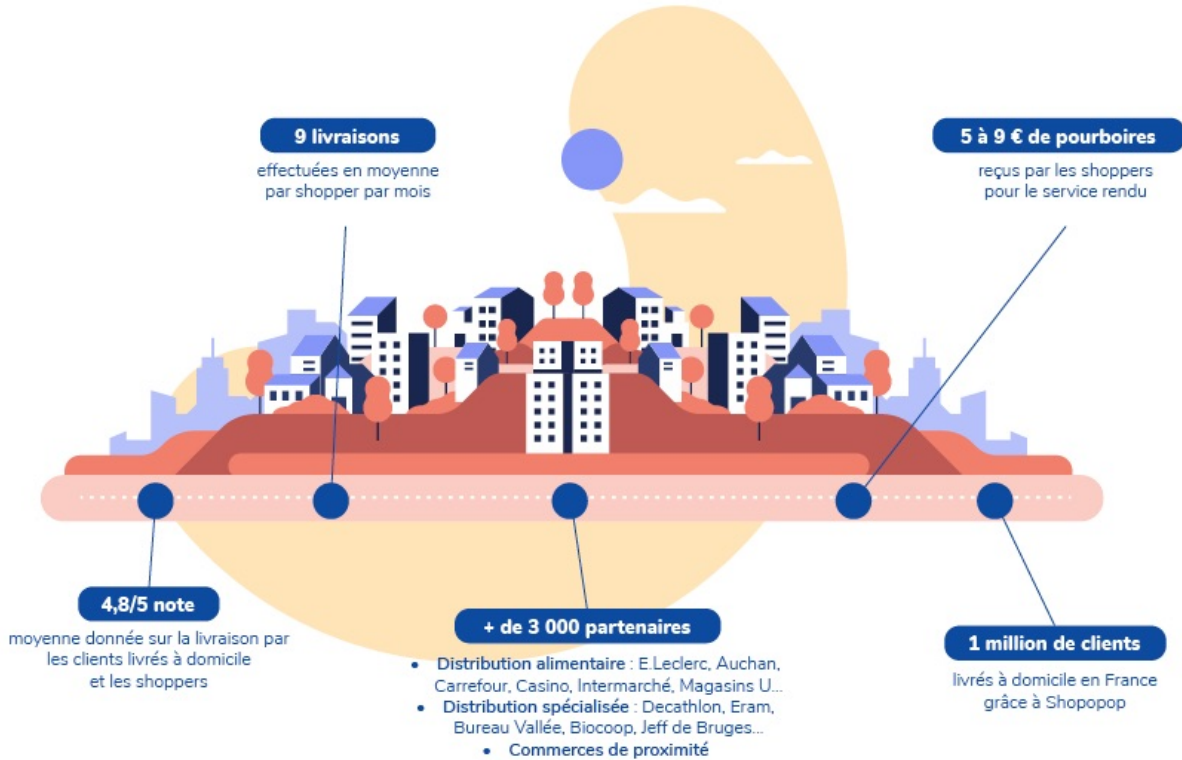 9 livraisons
effectuées en moyenne
par shopper par mois
5 à 9 € de pourboires
reçus par les shoppers
pour le service rendu
4,8/5 note
moyenne donnée sur la livraison par
les clients livrés à domicile
et les shoppers
+ de 3 000 partenaires
• Distribution alimentaire : E.Leclerc, Auchan,
Carrefour, Casino, Intermarché, Magasins U...
• Distribution spécialisée : Decathlon, Eram,
Bureau Vallée, Biocoop, Jeff de Bruges...
• Commerces de proximité
1 million de clients
livrés à domicile en France
grâce à Shopopop